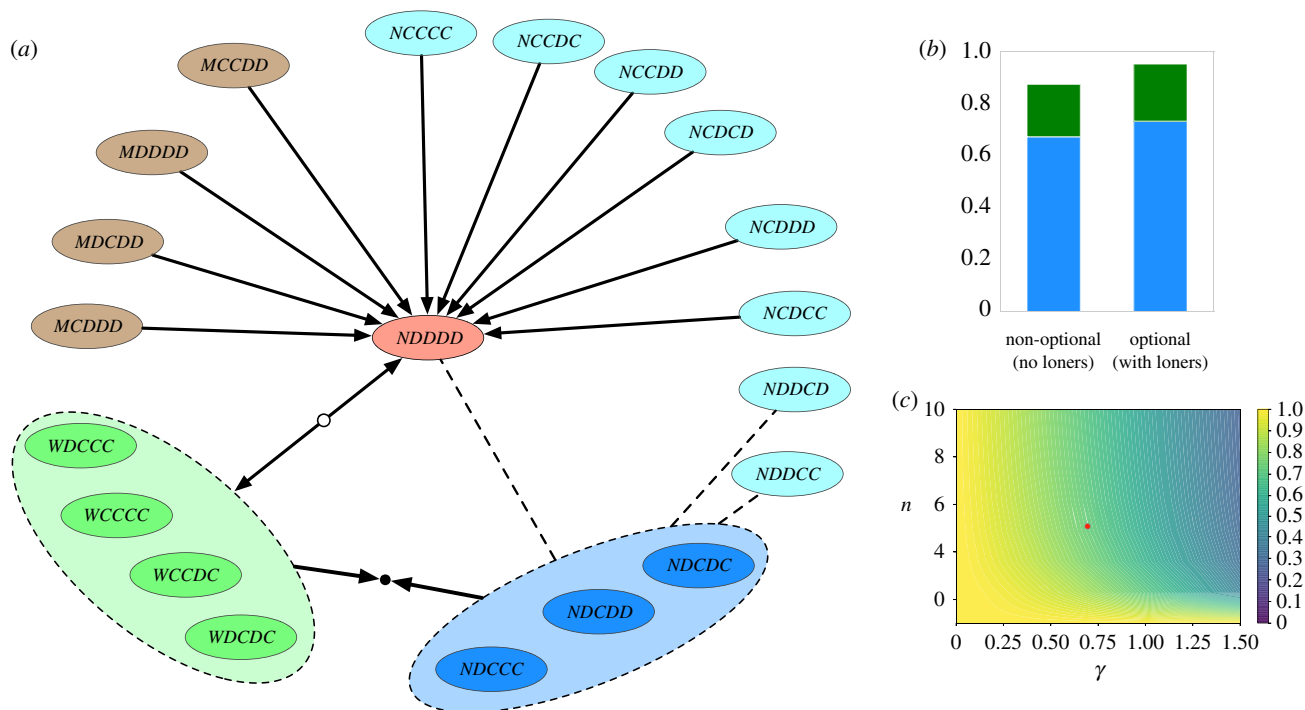 (a)
NCCCC
NCCDC
MCCDD
NCCDD
NCDCD
MDDDD
MDCDD
NCDDD
MCDDD
NDDDD
NCDCC
NDDCD
NDDCC
WDCCC
WCCCC
WCCDC
WDCDC
NDCDC
NDCDD
NDCCC
(b)
1.0
0.8
0.6
0.4
0.2
0
non-optional
(no loners)
optional
(with loners)
(c)
10
8
n
4
0
0
0.25
0.50
0.75
1.00
1.25
1.50
γ
1.0
0.9
0.8
0.7
0.6
0.5
0.4
0.3
0.2
0.1
0